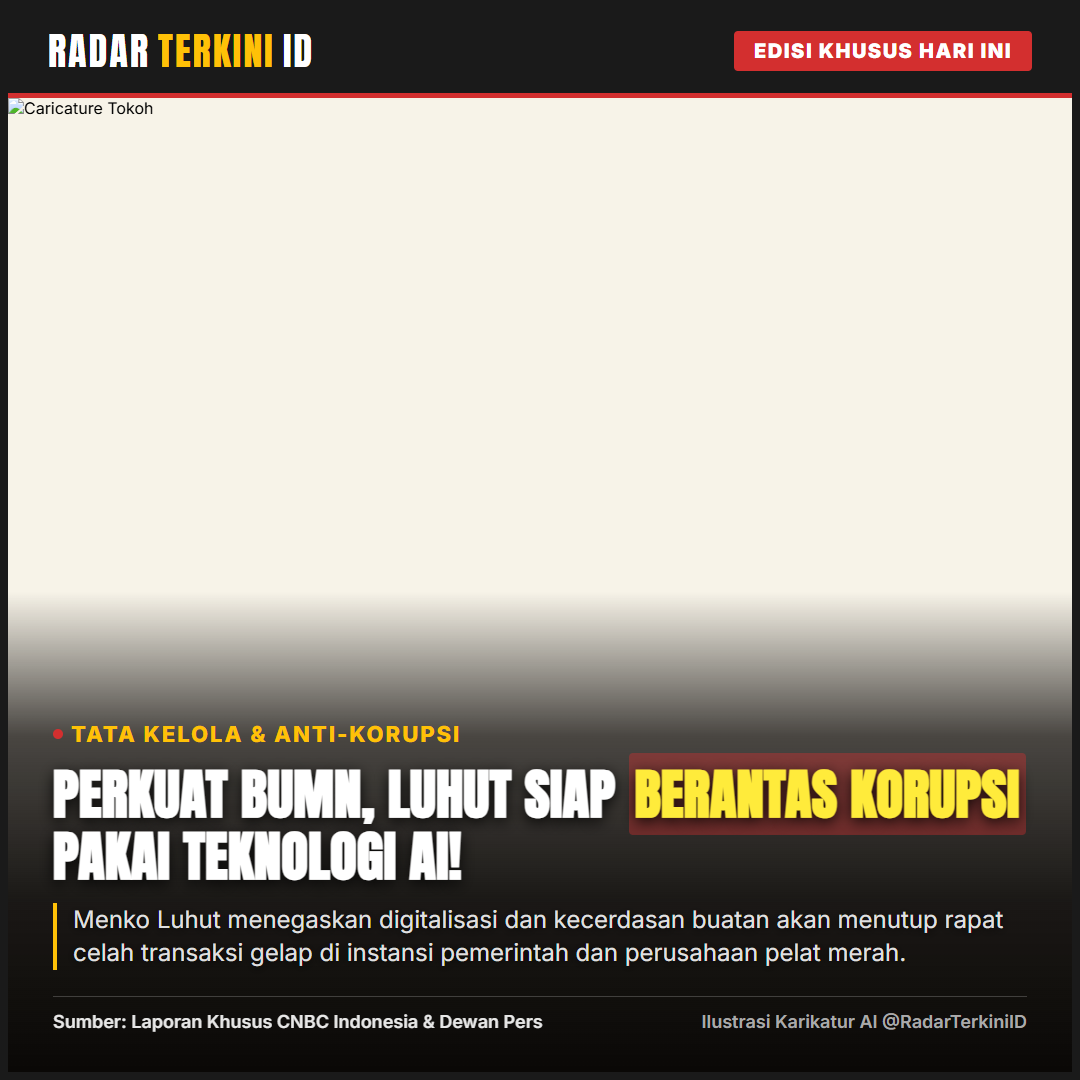 RADAR TERKINI ID
EDISI KHUSUS HARI INI
Caricature Tokoh
TATA KELOLA & ANTI-KORUPSI
PERKUAT BUMN, LUHUT SIAP BERANTAS KORUPSI
PAKAI TEKNOLOGI AI!
Menko Luhut menegaskan digitalisasi dan kecerdasan buatan akan menutup rapat
celah transaksi gelap di instansi pemerintah dan perusahaan pelat merah.
Sumber: Laporan Khusus CNBC Indonesia & Dewan Pers
Ilustrasi Karikatur AI @RadarTerkiniID